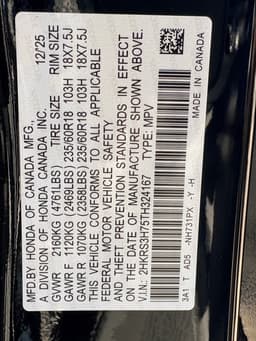 MFD.BY HONDA OF CANADA MFG., 12/25
A DIVISION OF HONDA CANADA INC.
GVWR 2160KG (4761LBS) TIRE SIZE RIM SIZE
GAWR F 1120KG (2469LBS) 235/60R18 103H 18X7.5J
GAWR R 1070KG (2358LBS) 235/60R18 103H 18X7.5J
THIS VEHICLE CONFORMS TO ALL APPLICABLE
FEDERAL MOTOR VEHICLE SAFETY
AND THEFT PREVENTION STANDARDS IN EFFECT
ON THE DATE OF MANUFACTURE SHOWN ABOVE.
V.I.N.: 2HKRS3H75TH324167 TYPE: MPV
3A1 T AD5 -NH731PX -Y -H MADE IN CANADA